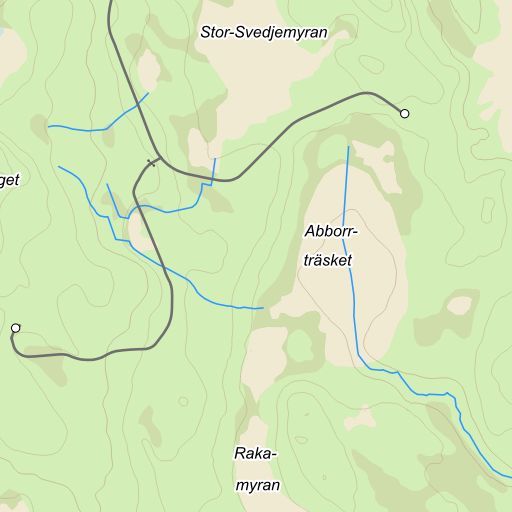 Stor-Svedjemyran
get
Abborr-
träsket
Raka-
myran